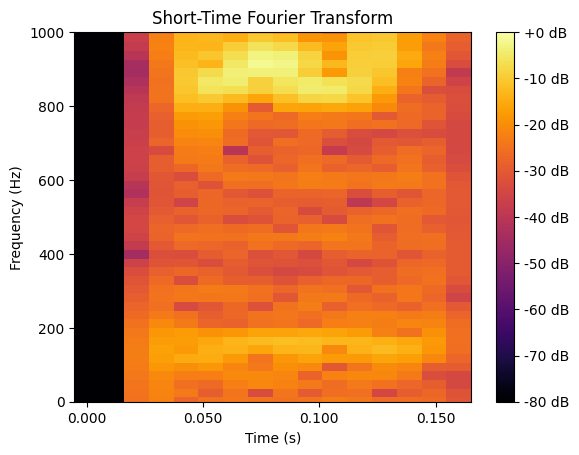 Short-Time Fourier Transform
1000
800
600
400
200
0
Frequency (Hz)
0.000
0.050
0.100
0.150
Time (s)
+0 dB
-10 dB
-20 dB
-30 dB
-40 dB
-50 dB
-60 dB
-70 dB
-80 dB